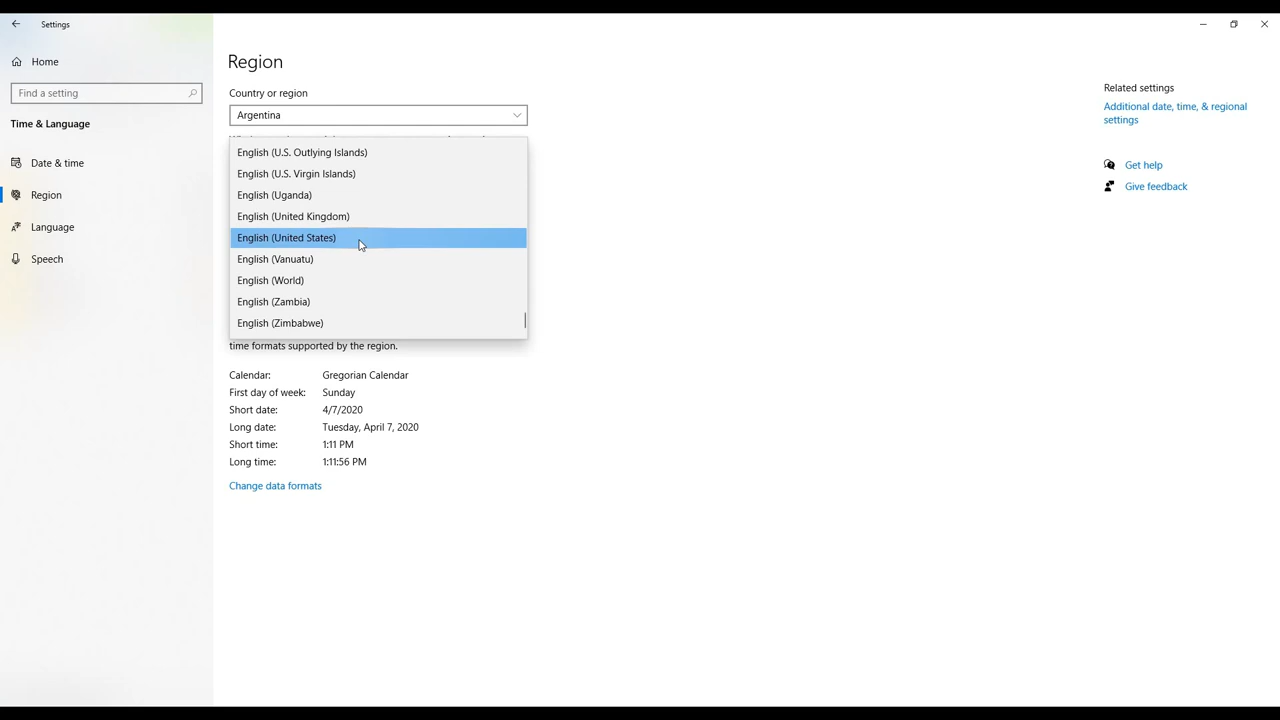 Settings
Home
Find a setting
Time & Language
Date & time
Region
Language
Speech
Region
Country or region
Argentina
English (U.S. Outlying Islands)
English (U.S. Virgin Islands)
English (Uganda)
English (United Kingdom)
English (United States)
English (Vanuatu)
English (World)
English (Zambia)
English (Zimbabwe)
time formats supported by the region.
Calendar: Gregorian Calendar
First day of week: Sunday
Short date: 4/7/2020
Long date: Tuesday, April 7, 2020
Short time: 1:11 PM
Long time: 1:11:56 PM
Change data formats
Related settings
Additional date, time, & regional
settings
Get help
Give feedback